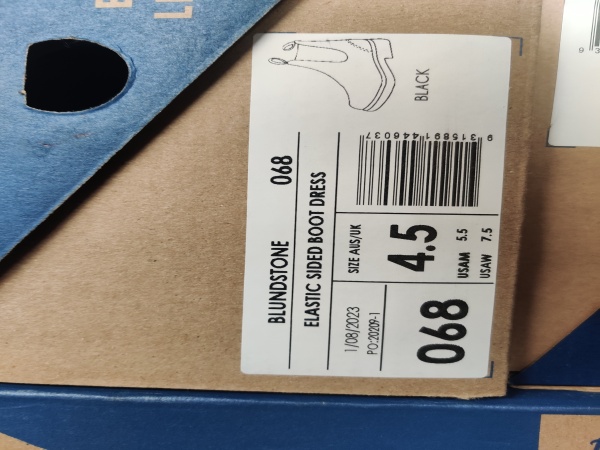 BLUNDSTONE 068
ELASTIC SIDED BOOT DRESS
BLACK
1/08/2023
PO:20209-1
SIZE AUS/UK
4.5
USAM 5.5
USAW 7.5
068
9 315891 446037